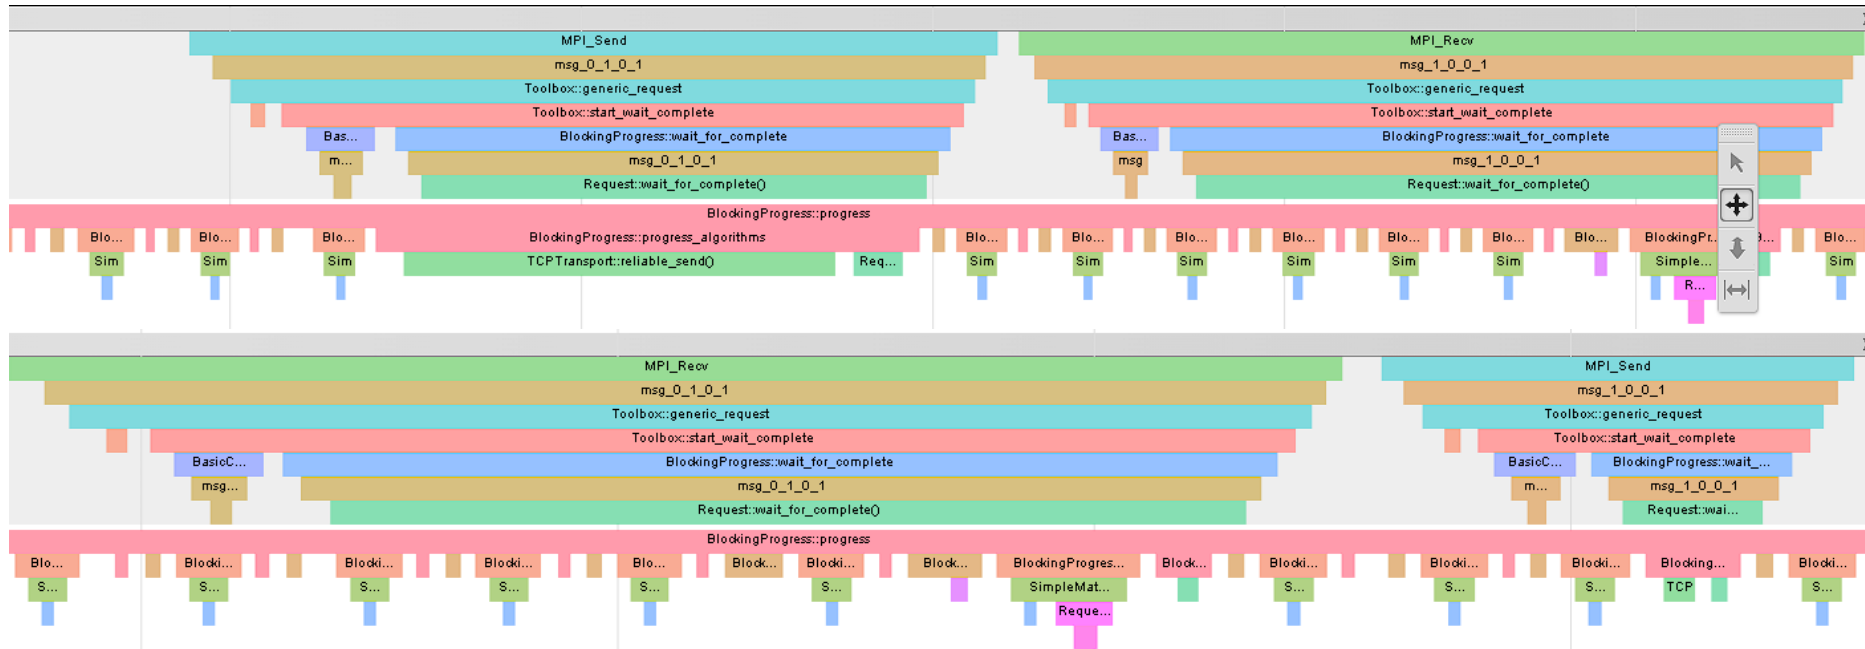 MPI_Send MPI_Recv
msg_0_1_0_1 msg_1_0_0_1
Toolbox::generic_request Toolbox::generic_request
Toolbox::start_wait_complete Toolbox::start_wait_complete
Bas... BlockingProgress::wait_for_complete Bas... BlockingProgress::wait_for_complete
m... msg_0_1_0_1 msg msg_1_0_0_1
Request::wait_for_complete() Request::wait_for_complete()
BlockingProgress::progress
Blo... Blo... Blo... BlockingProgress::progress_algorithms Blo... Blo... Blo... Blo... Blo... Blo... Blo... BlockingPr... Blo...
Sim Sim Sim TCPTransport::reliable_send() Req... Sim Sim Sim Sim Sim Sim Simple... Sim
R...
MPI_Recv MPI_Send
msg_0_1_0_1 msg_1_0_0_1
Toolbox::generic_request Toolbox::generic_request
Toolbox::start_wait_complete Toolbox::start_wait_complete
BasicC... BlockingProgress::wait_for_complete BasicC... BlockingProgress::wait_...
msg... msg_0_1_0_1 m... msg_1_0_0_1
Request::wait_for_complete() Request::wai...
BlockingProgress::progress
Blo... Blocki... Blocki... Blocki... Blo... Block... Blocki... Block... BlockingProgres... Block... Blocki... Blocki... Blocki... Blocking... Blocki...
S... S... S... S... S... S... SimpleMat... S... S... S... TCP S...
Reque...